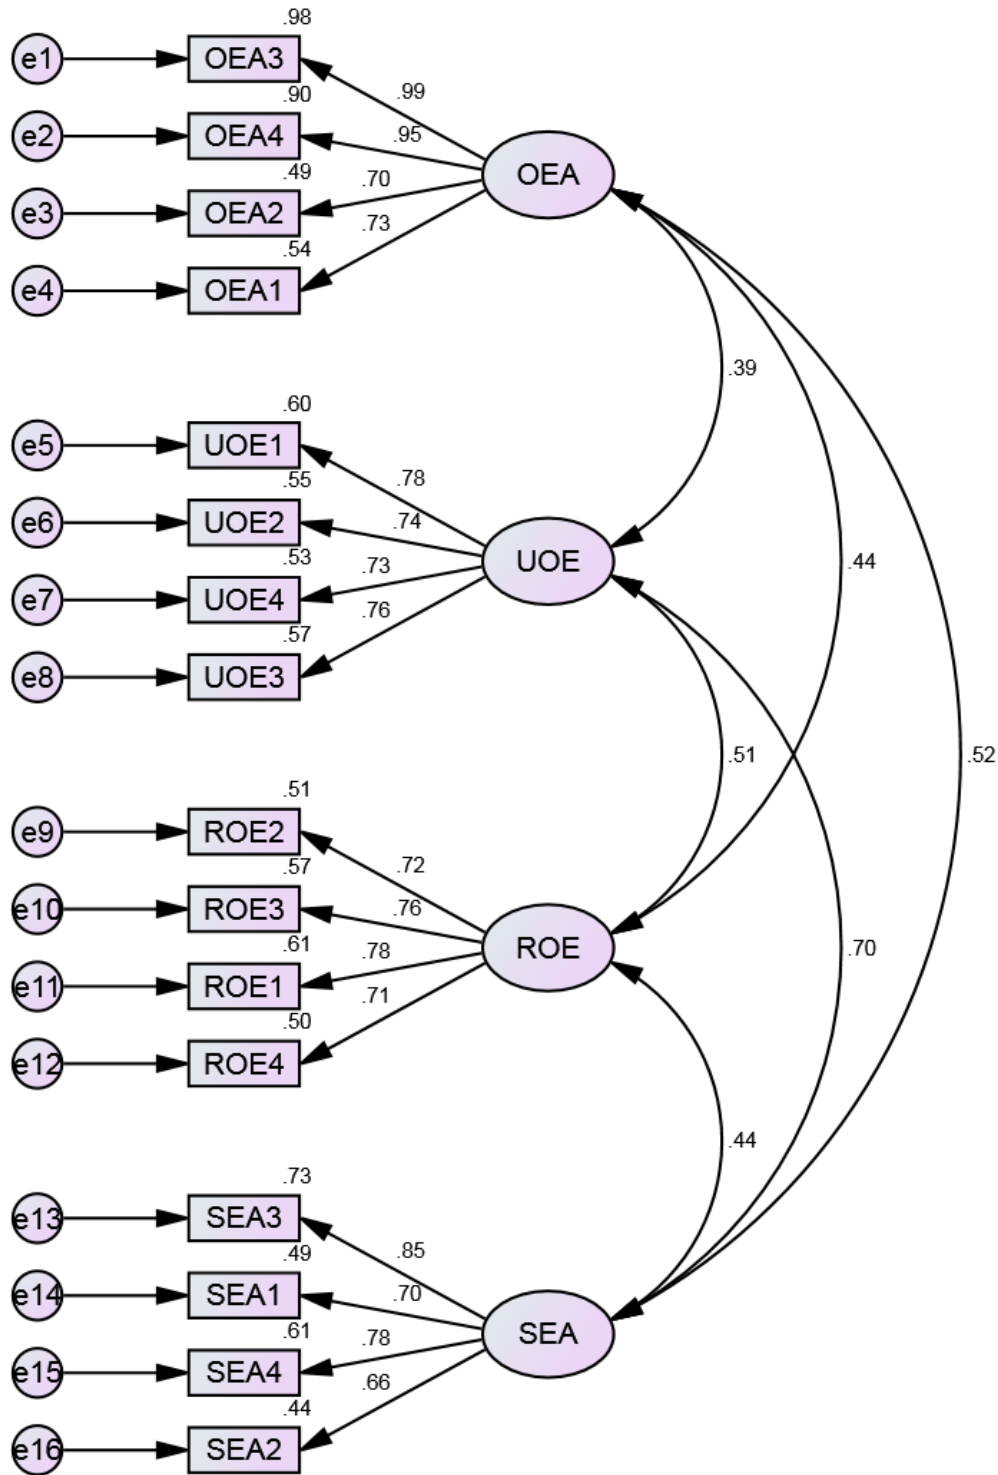 .98
e1 OEA3
.99
.90
e2 OEA4
.95
OEA
.49
e3 OEA2
.70
.73
.54
e4 OEA1
.39
.60
e5 UOE1
.78
.55
e6 UOE2
.74
UOE
.44
.53
e7 UOE4
.73
.76
.57
e8 UOE3
.51
.52
.51
e9 ROE2
.72
.57
e10 ROE3
.76
ROE
.70
.61
e11 ROE1
.78
.71
.50
e12 ROE4
.44
.73
e13 SEA3
.85
.49
e14 SEA1
.70
SEA
.61
e15 SEA4
.78
.66
.44
e16 SEA2